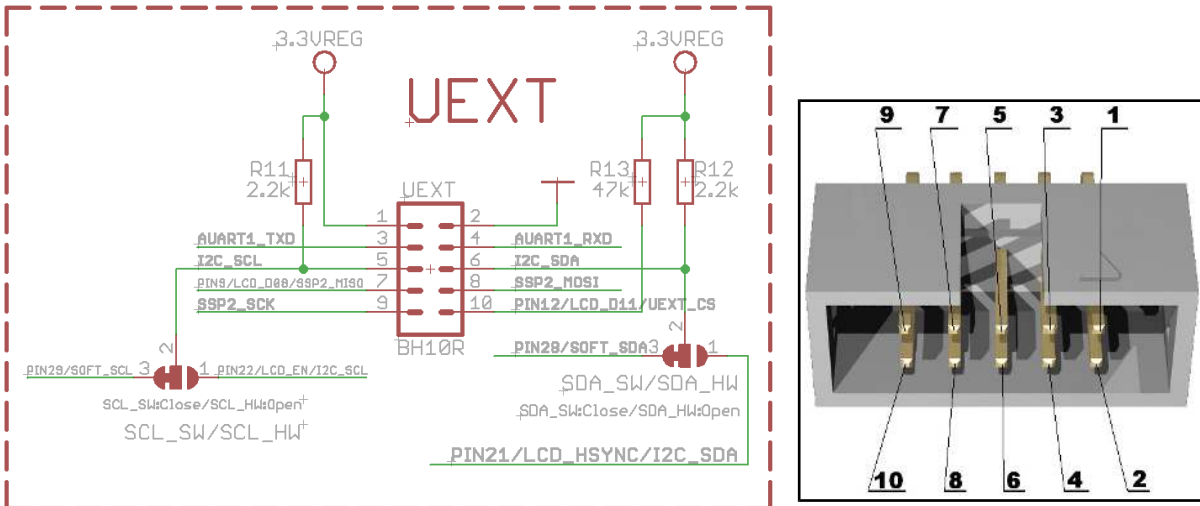 3.3VREG
3.3VREG
UEXT
R11
2.2k
R13
47k
R12
2.2k
UEXT
1
2
AUART1_TXD
3
4
AUART1_RXD
I2C_SCL
5
6
I2C_SDA
PIN9/LCD_D08/SSP2_MISO
7
8
SSP2_MOSI
SSP2_SCK
9
10
PIN12/LCD_D11/UEXT_CS
BH10R
2
PIN29/SOFT_SCL
3
1
PIN22/LCD_EN/I2C_SCL
SCL_SW:Close/SCL_HW:Open
SCL_SW/SCL_HW
2
PIN28/SOFT_SDA
3
1
SDA_SW/SDA_HW
SDA_SW:Close/SDA_HW:Open
PIN21/LCD_HSYNC/I2C_SDA
9 7 5 3 1
10 8 6 4 2